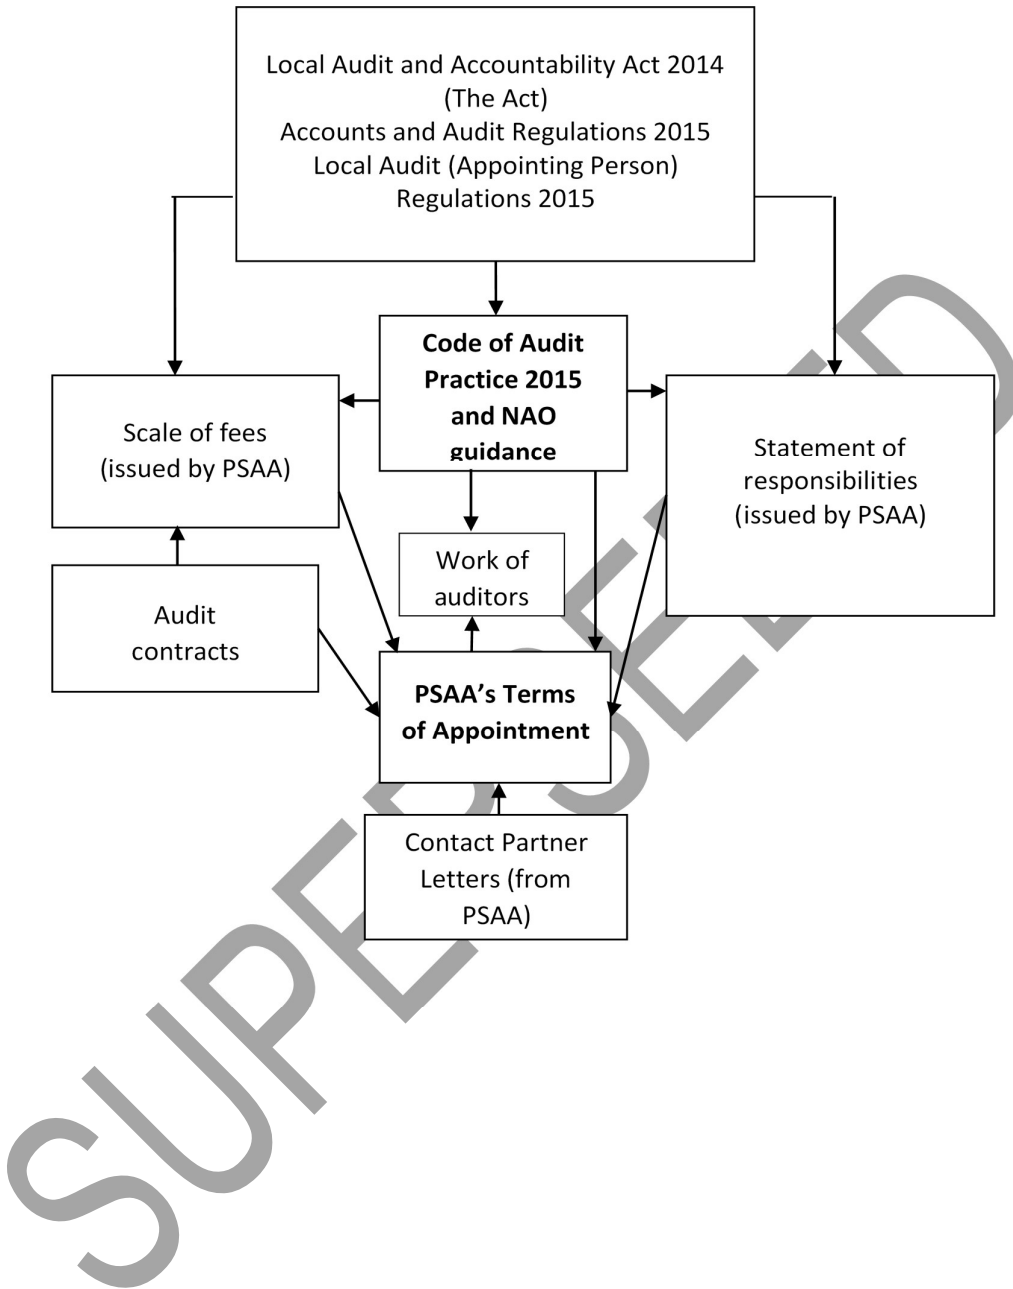 Local Audit and Accountability Act 2014
(The Act)
Accounts and Audit Regulations 2015
Local Audit (Appointing Person)
Regulations 2015
Code of Audit
Practice 2015
and NAO
guidance
Scale of fees
(issued by PSAA)
Statement of
responsibilities
(issued by PSAA)
Work of
auditors
Audit
contracts
PSAA’s Terms
of Appointment
Contact Partner
Letters (from
PSAA)
SUPERSEDED